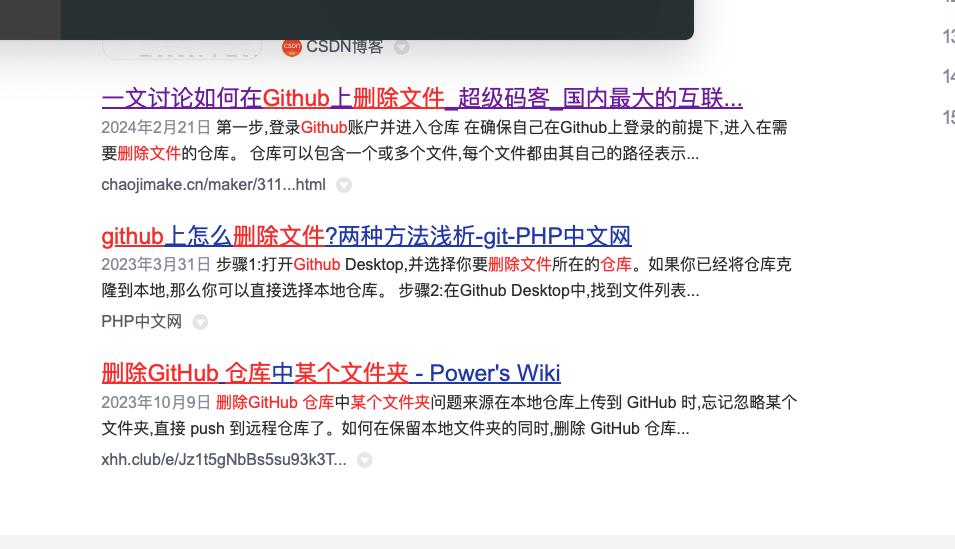 CSDN博客
一文讨论如何在Github上删除文件_超级码客_国内最大的互联...
2024年2月21日 第一步,登录Github账户并进入仓库 在确保自己在Github上登录的前提下,进入在需
要删除文件的仓库。 仓库可以包含一个或多个文件,每个文件都由其自己的路径表示...
chaojimake.cn/maker/311...html
github上怎么删除文件?两种方法浅析-git-PHP中文网
2023年3月31日 步骤1:打开Github Desktop,并选择你要删除文件所在的仓库。如果你已经将仓库克
隆到本地,那么你可以直接选择本地仓库。 步骤2:在Github Desktop中,找到文件列表...
PHP中文网
删除GitHub 仓库中某个文件夹 - Power's Wiki
2023年10月9日 删除GitHub 仓库中某个文件夹问题来源在本地仓库上传到 GitHub 时,忘记忽略某个
文件夹,直接 push 到远程仓库了。如何在保留本地文件夹的同时,删除 GitHub 仓库...
xhh.club/e/Jz1t5gNbBs5su93k3T...